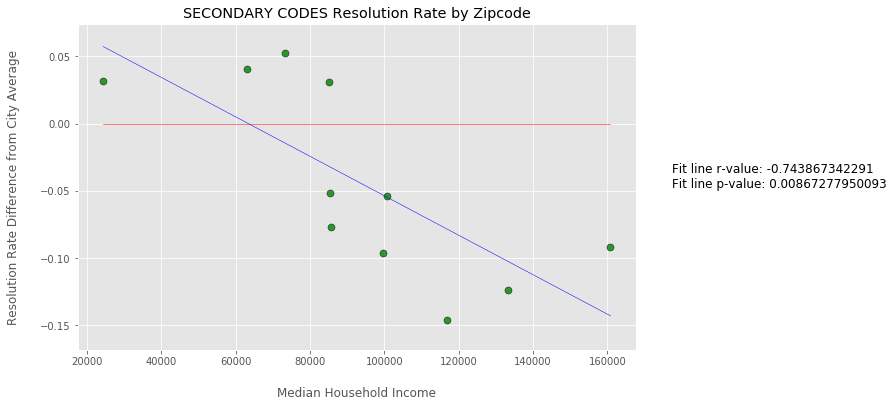 SECONDARY CODES Resolution Rate by Zipcode
Resolution Rate Difference from City Average
0.05
0.00
−0.05
−0.10
−0.15
20000 40000 60000 80000 100000 120000 140000 160000
Median Household Income
Fit line r-value: -0.743867342291
Fit line p-value: 0.00867277950093